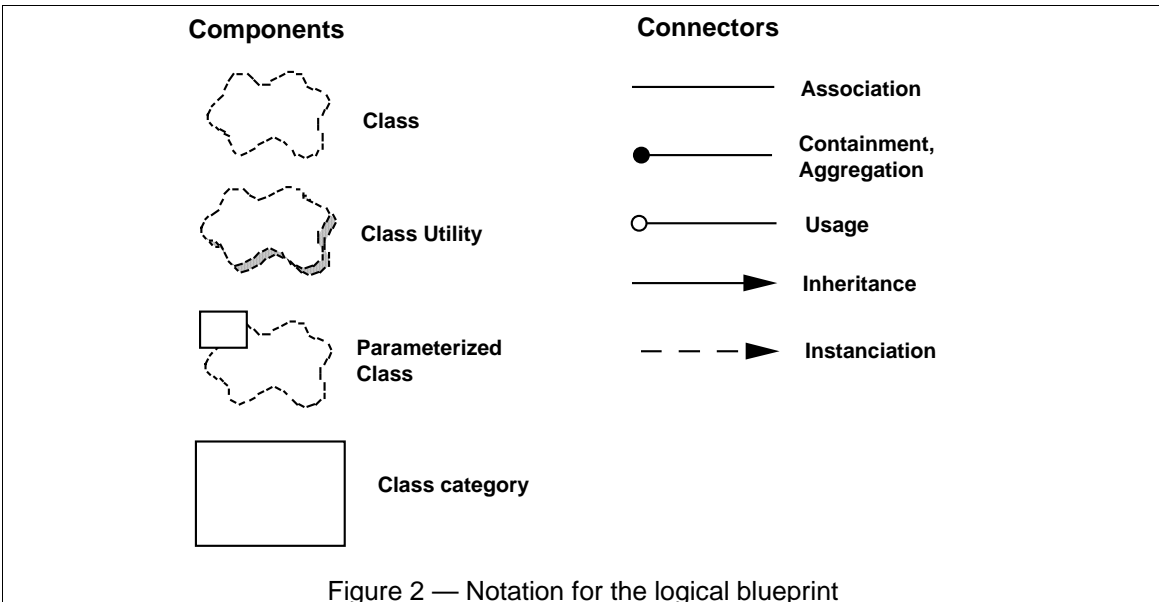 Components
Class
Class Utility
Parameterized
Class
Class category
Connectors
Association
Containment,
Aggregation
Usage
Inheritance
Instanciation
Figure 2 — Notation for the logical blueprint